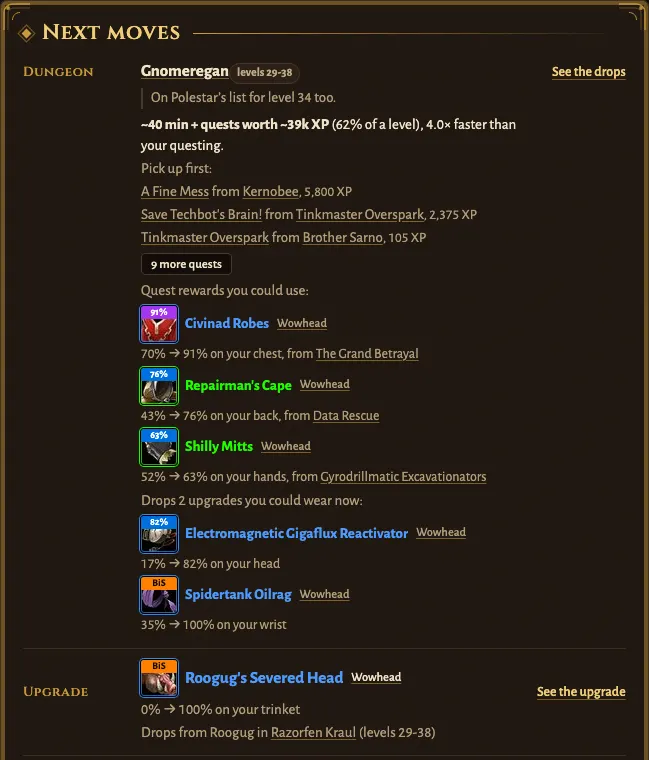 Next moves
Dungeon
Gnomeregan levels 29-38
See the drops
On Polestar's list for level 34 too.
~40 min + quests worth ~39k XP (62% of a level), 4.0× faster than
your questing.
Pick up first:
A Fine Mess from Kernobee, 5,800 XP
Save Techbot's Brain! from Tinkmaster Overspark, 2,375 XP
Tinkmaster Overspark from Brother Sarno, 105 XP
9 more quests
Quest rewards you could use:
91%
Civinad Robes Wowhead
70% → 91% on your chest, from The Grand Betrayal
76%
Repairman's Cape Wowhead
43% → 76% on your back, from Data Rescue
63%
Shilly Mitts Wowhead
52% → 63% on your hands, from Gyrodrillmatic Excavationators
Drops 2 upgrades you could wear now:
82%
Electromagnetic Gigaflux Reactivator Wowhead
17% → 82% on your head
BiS
Spidertank Oilrag Wowhead
35% → 100% on your wrist
Upgrade
BiS
Roogug's Severed Head Wowhead
See the upgrade
0% → 100% on your trinket
Drops from Roogug in Razorfen Kraul (levels 29-38)